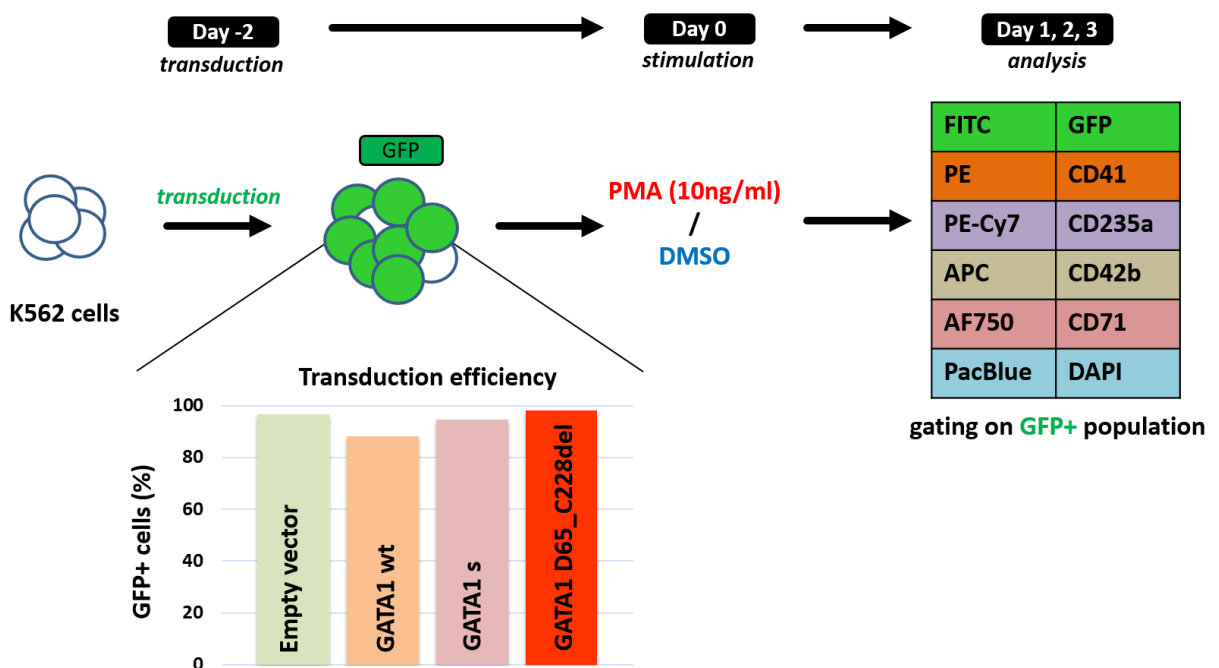 Day -2
transduction
Day 0
stimulation
Day 1, 2, 3
analysis
GFP
transduction
K562 cells
PMA (10ng/ml)
/
DMSO
FITC GFP
PE CD41
PE-Cy7 CD235a
APC CD42b
AF750 CD71
PacBlue DAPI
gating on GFP+ population
Transduction efficiency
GFP+ cells (%)
100
80
60
40
20
0
Empty vector
GATA1 wt
GATA1 s
GATA1 D65_C228del